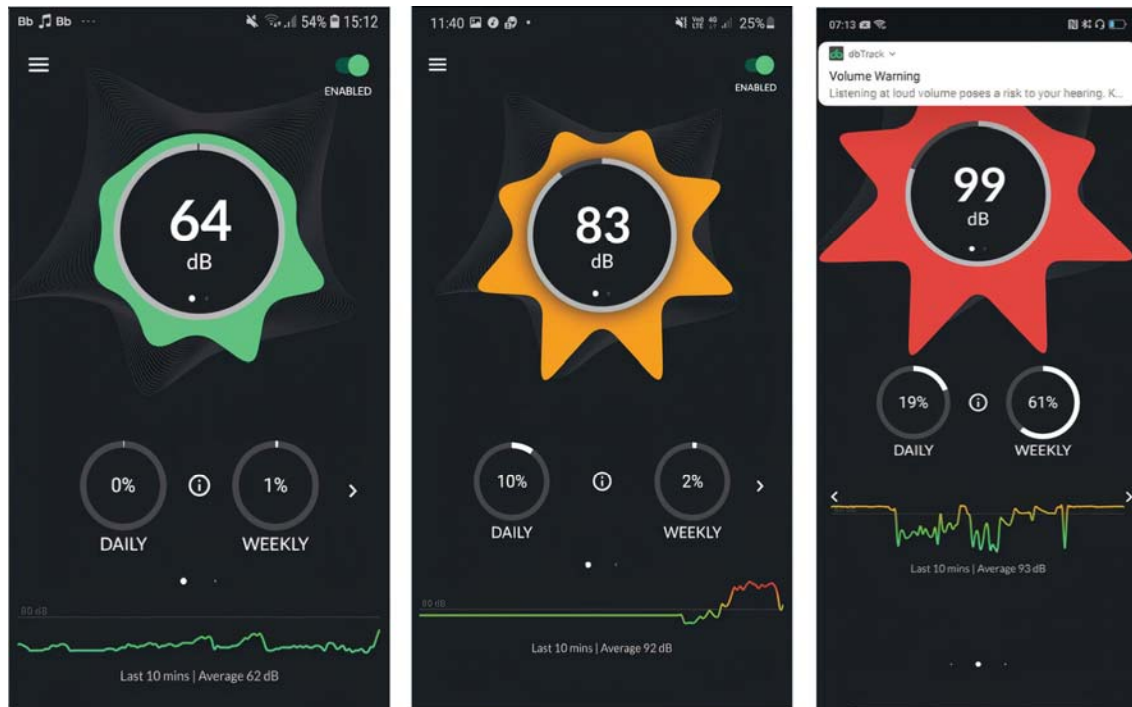 Bb Bb ··· 54% 15:12
ENABLED
64
dB
0%
1%
DAILY
WEEKLY
80 dB
Last 10 mins | Average 62 dB
11:40 • 4G 25%
ENABLED
83
dB
10%
2%
DAILY
WEEKLY
80 dB
Last 10 mins | Average 92 dB
07:13
db dbTrack
Volume Warning
Listening at loud volume poses a risk to your hearing. K...
99
dB
19%
61%
DAILY
WEEKLY
Last 10 mins | Average 93 dB